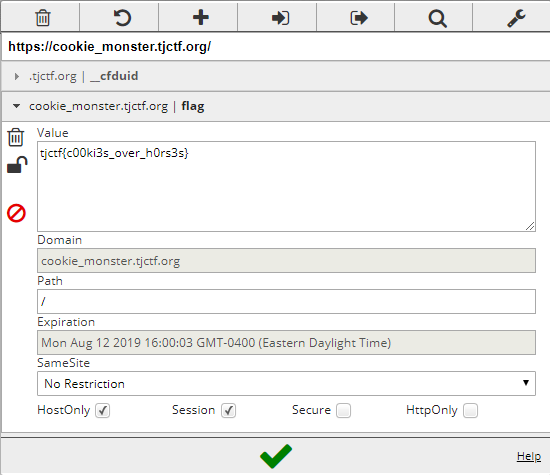 https://cookie_monster.tjctf.org/
.tjctf.org | __cfduid
cookie_monster.tjctf.org | flag
Value
tjctf{c00ki3s_over_h0rs3s}
Domain
cookie_monster.tjctf.org
Path
/
Expiration
Mon Aug 12 2019 16:00:03 GMT-0400 (Eastern Daylight Time)
SameSite
No Restriction
HostOnly Session Secure HttpOnly
Help